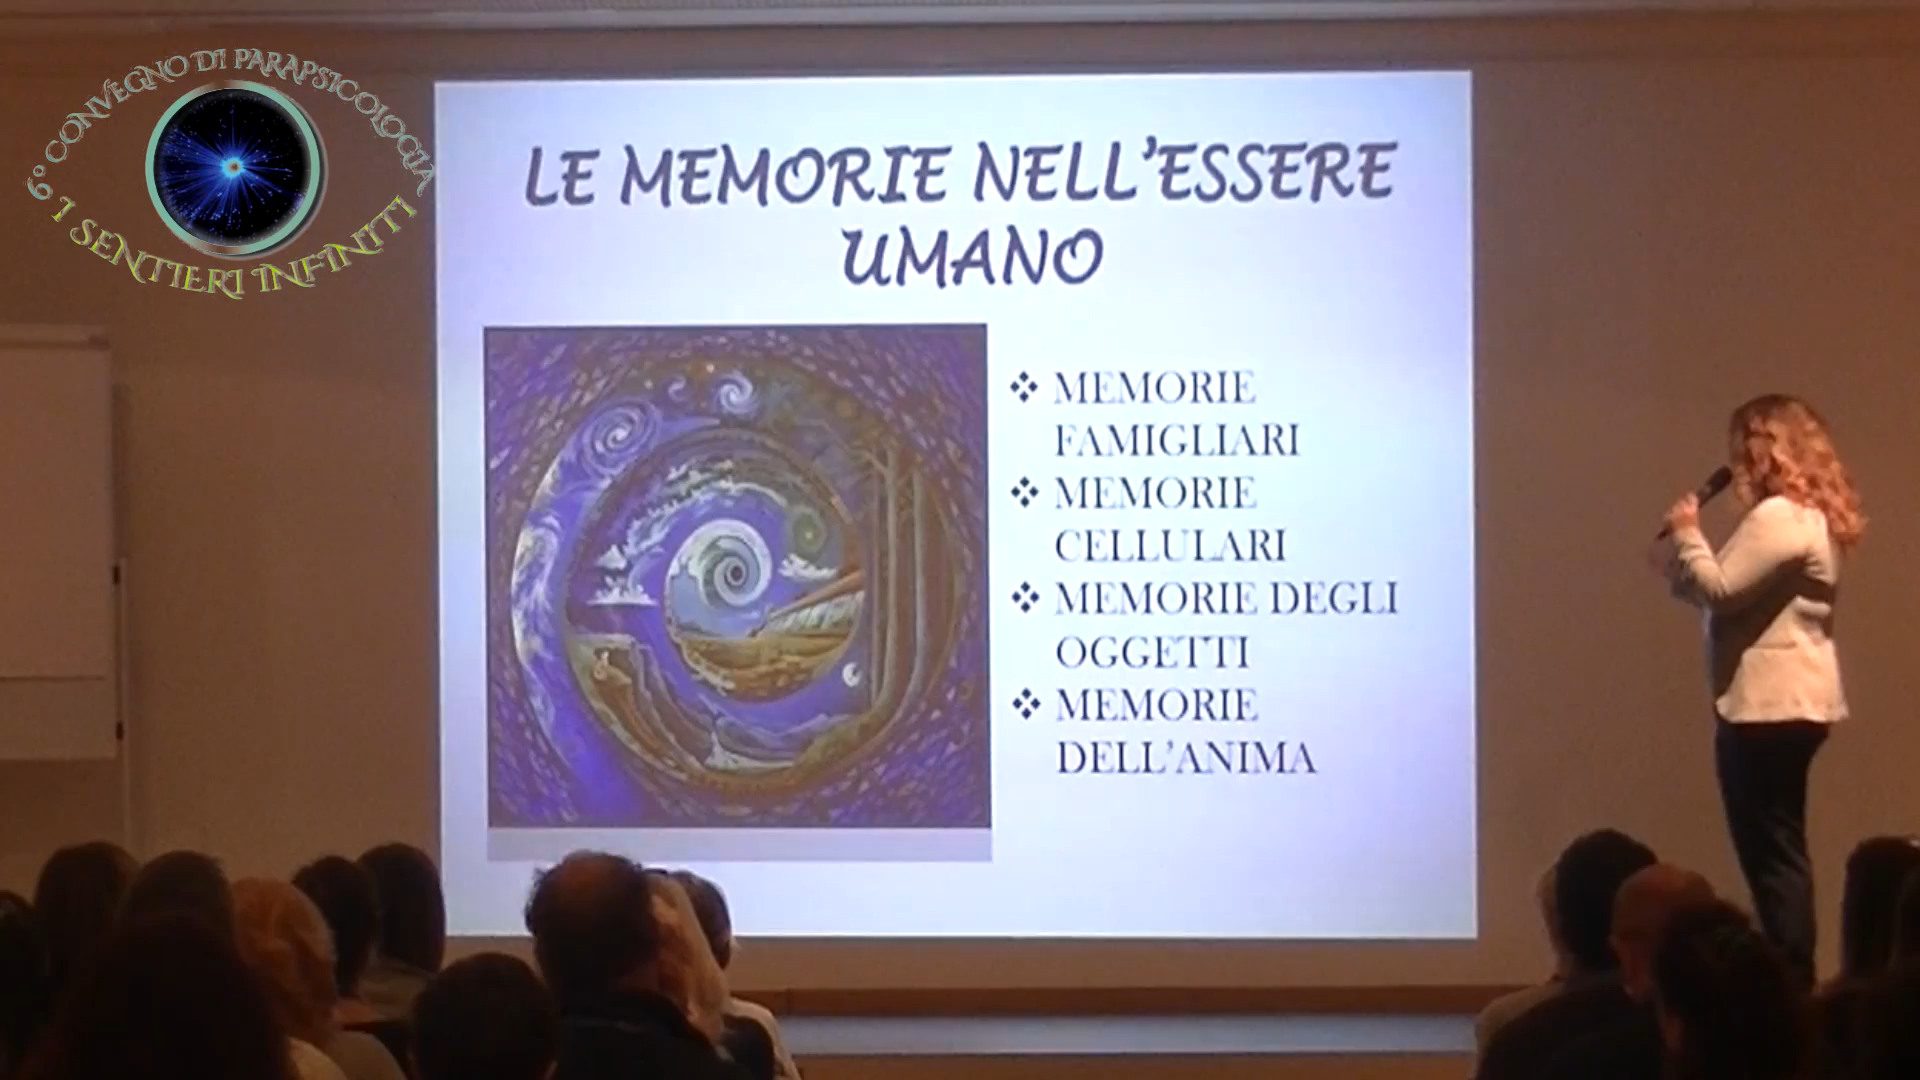 6° CONVEGNO DI PARAPSICOLOGIA
I SENTIERI INFINITI
LE MEMORIE NELL'ESSERE
UMANO
❖ MEMORIE
FAMIGLIARI
❖ MEMORIE
CELLULARI
❖ MEMORIE DEGLI
OGGETTI
❖ MEMORIE
DELL'ANIMA